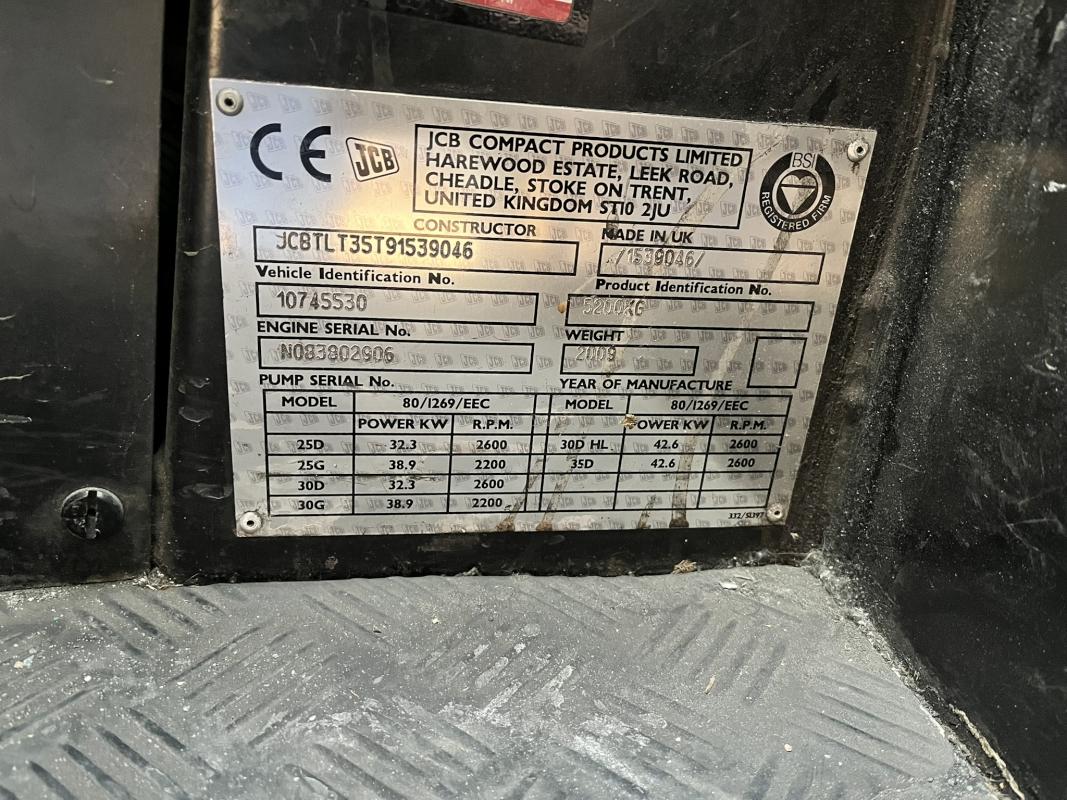 CE JCB
JCB COMPACT PRODUCTS LIMITED
HAREWOOD ESTATE, LEEK ROAD,
CHEADLE, STOKE ON TRENT,
UNITED KINGDOM ST10 2JU
BSI
REGISTERED FIRM
CONSTRUCTOR MADE IN UK
JCBTLT35T91539046 /1539046/
Vehicle Identification No. Product Identification No.
10745530 5200KG
ENGINE SERIAL No. WEIGHT
N083802906 2009
PUMP SERIAL No. YEAR OF MANUFACTURE
MODEL 80/1269/EEC MODEL 80/1269/EEC
POWER KW R.P.M. POWER KW R.P.M.
25D 32.3 2600 30D HL 42.6 2600
25G 38.9 2200 35D 42.6 2600
30D 32.3 2600
30G 38.9 2200